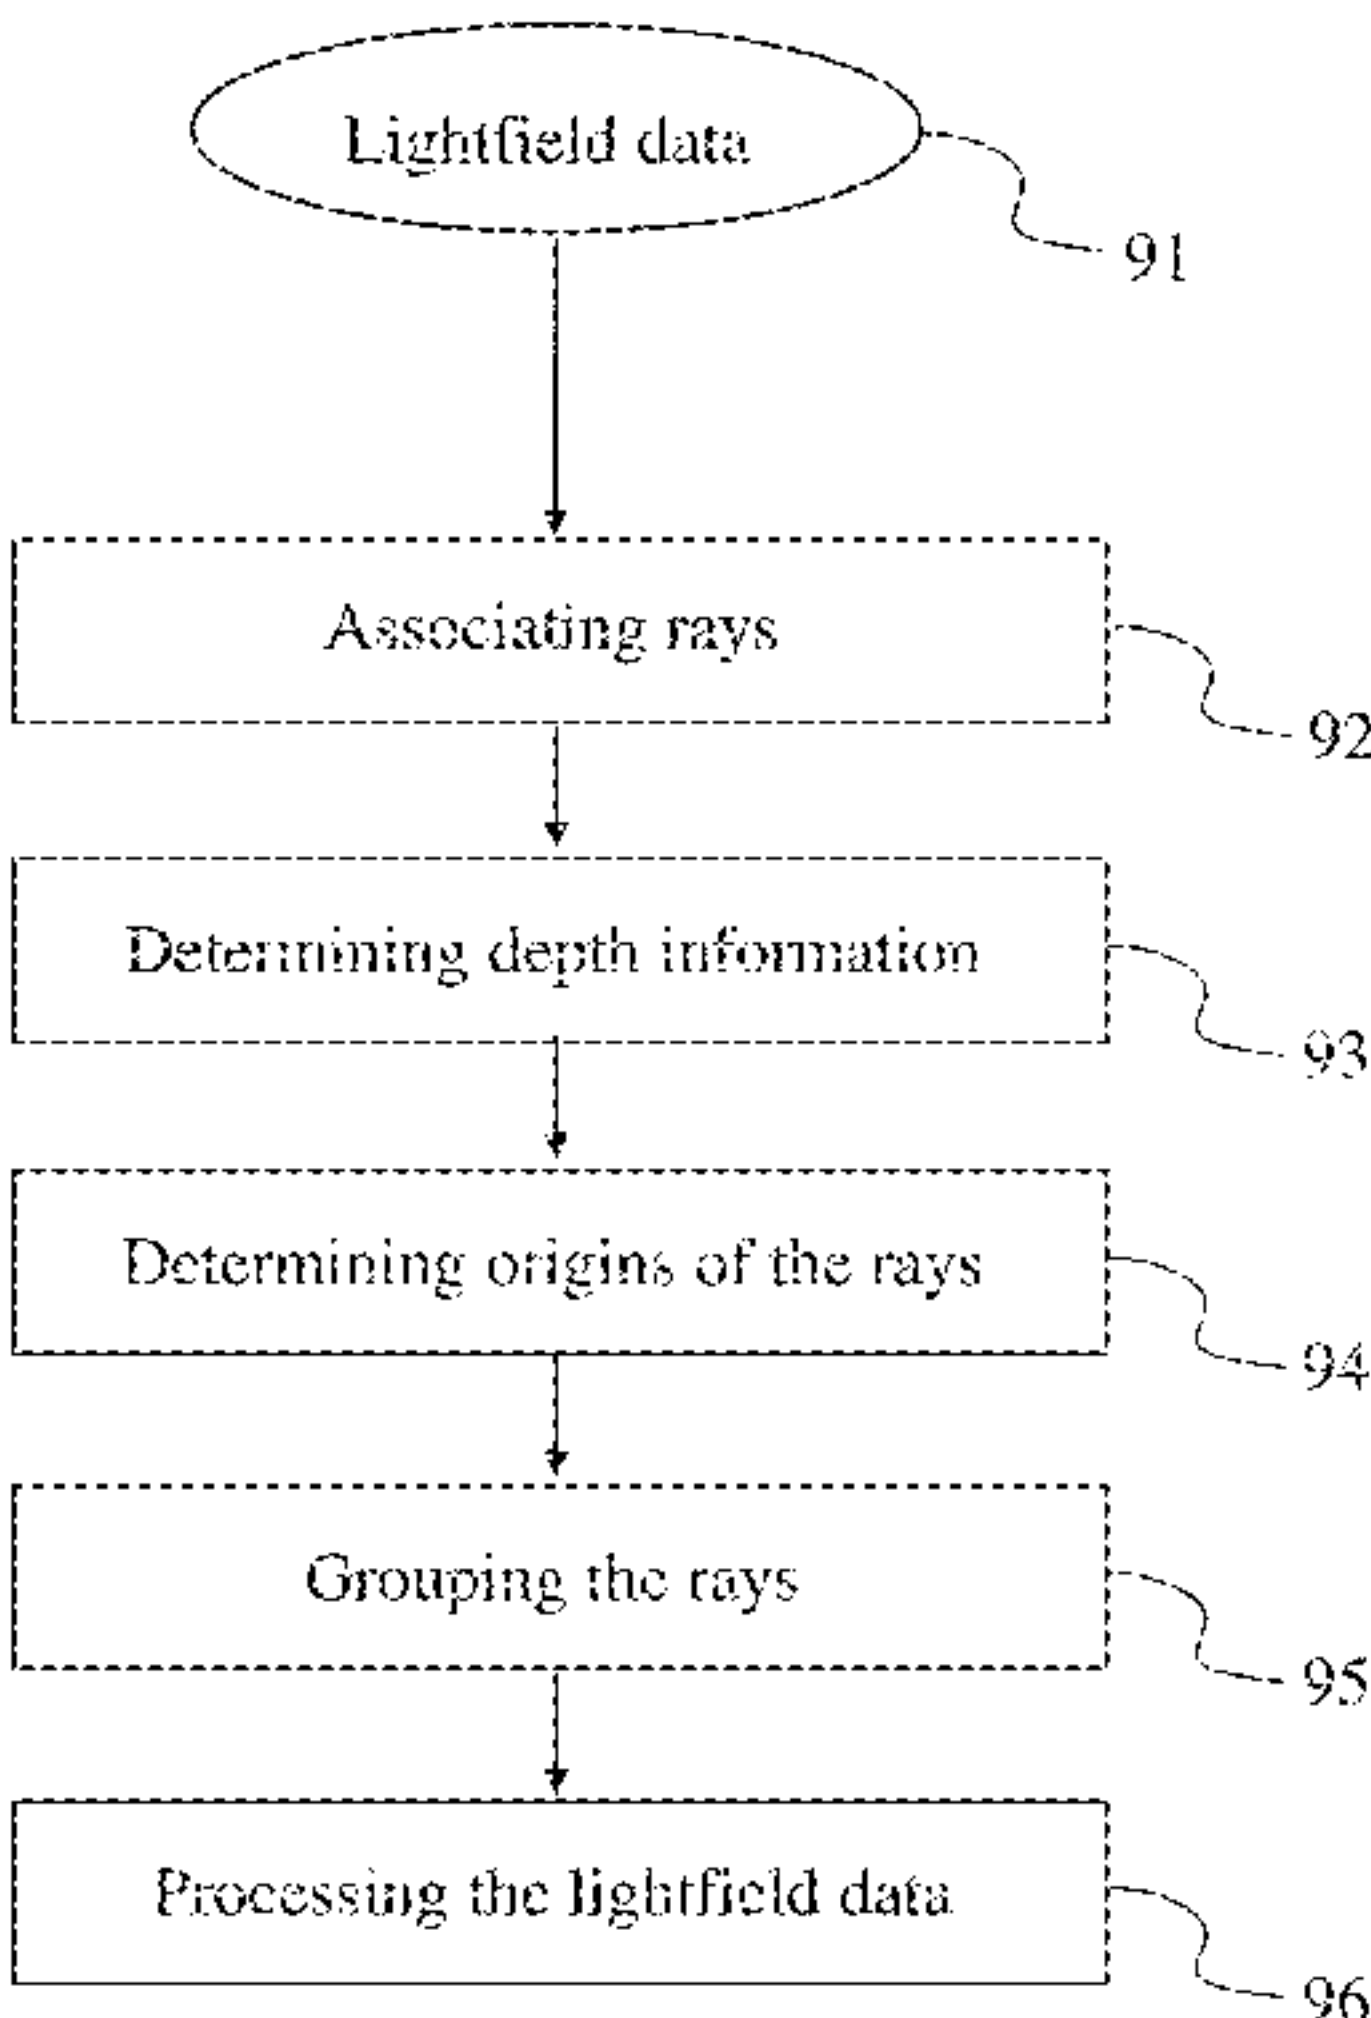 Lightfield data
91
Associating rays
92
Determining depth information
93
Determining origins of the rays
94
Grouping the rays
95
Processing the lightfield data
96